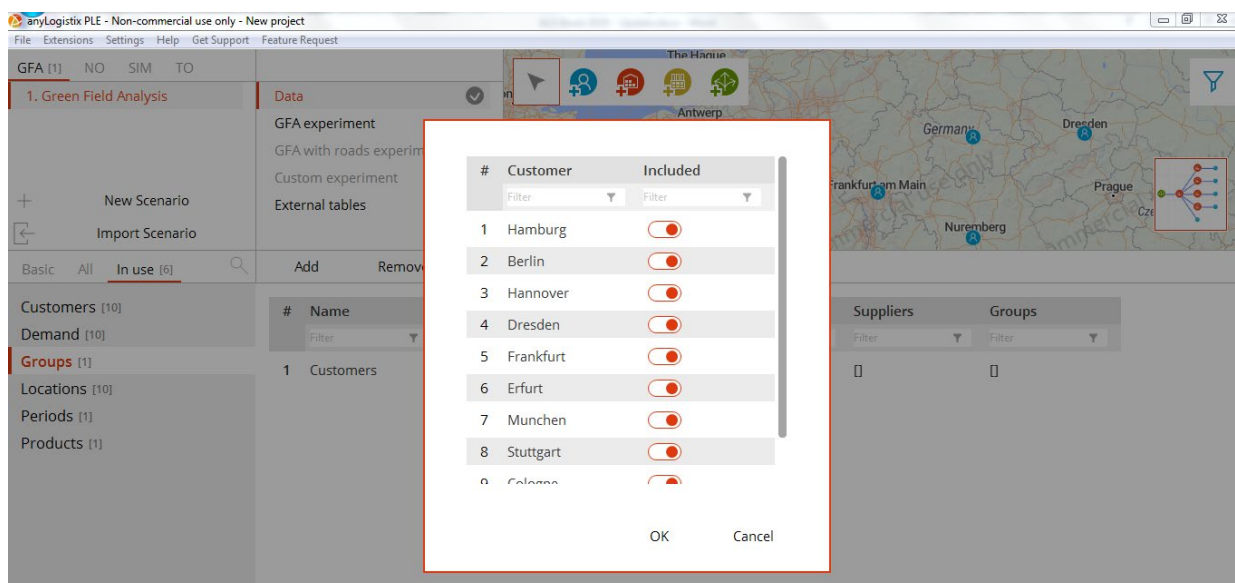 anyLogistix PLE - Non-commercial use only - New project
File Extensions Settings Help Get Support Feature Request
GFA [1] NO SIM TO
1. Green Field Analysis
New Scenario
Import Scenario
Data
GFA experiment
GFA with roads experim
Custom experiment
External tables
The Hague
Antwerp
Germany
Dresden
Frankfurt am Main
Prague
Cze
Nuremberg
Basic All In use [6]
Add Remov
Customers [10]
Demand [10]
Groups [1]
Locations [10]
Periods [1]
Products [1]
# Name Suppliers Groups
Filter Filter Filter
1 Customers [] []
# Customer Included
Filter Filter
1 Hamburg
2 Berlin
3 Hannover
4 Dresden
5 Frankfurt
6 Erfurt
7 Munchen
8 Stuttgart
9 Cologne
OK Cancel